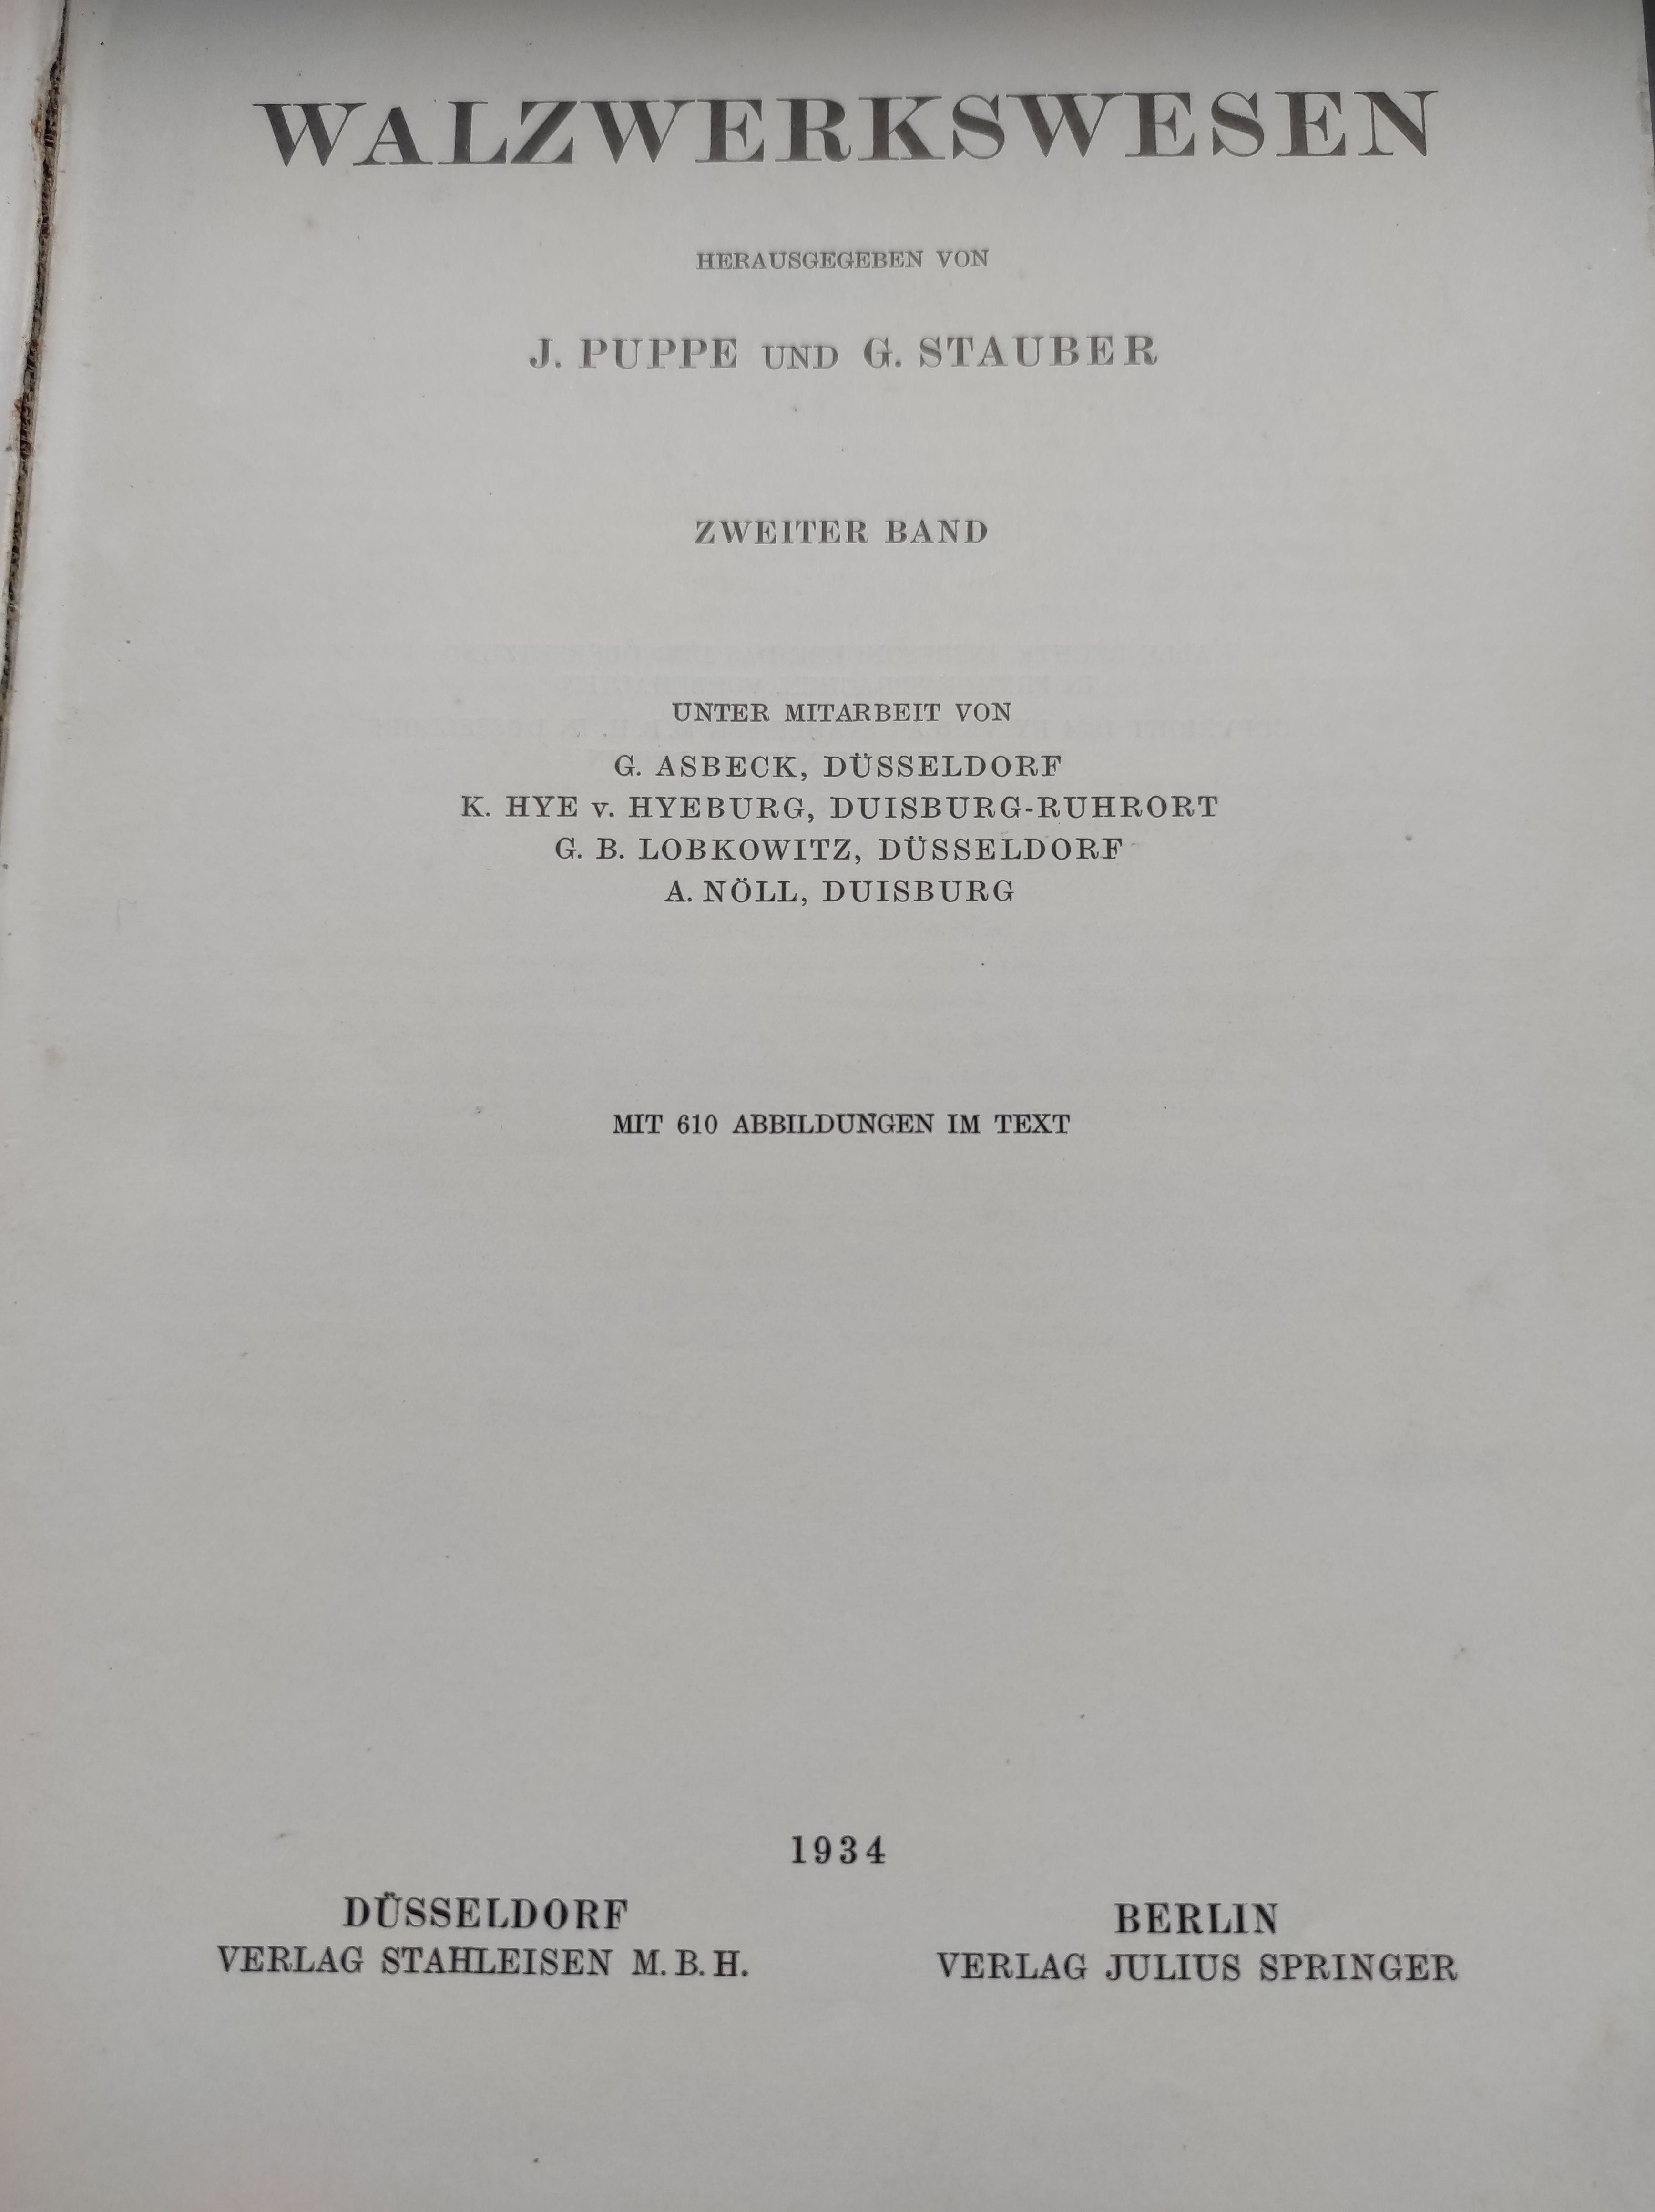 WALZWERKSWESEN
HERAUSGEGEBEN VON
J. PUPPE UND G. STAUBER
ZWEITER BAND
UNTER MITARBEIT VON
G. ASBECK, DÜSSELDORF
K. HYE v. HYEBURG, DUISBURG-RUHRORT
G. B. LOBKOWITZ, DÜSSELDORF
A. NÖLL, DUISBURG
MIT 610 ABBILDUNGEN IM TEXT
1934
DÜSSELDORF
VERLAG STAHLEISEN M. B. H.
BERLIN
VERLAG JULIUS SPRINGER